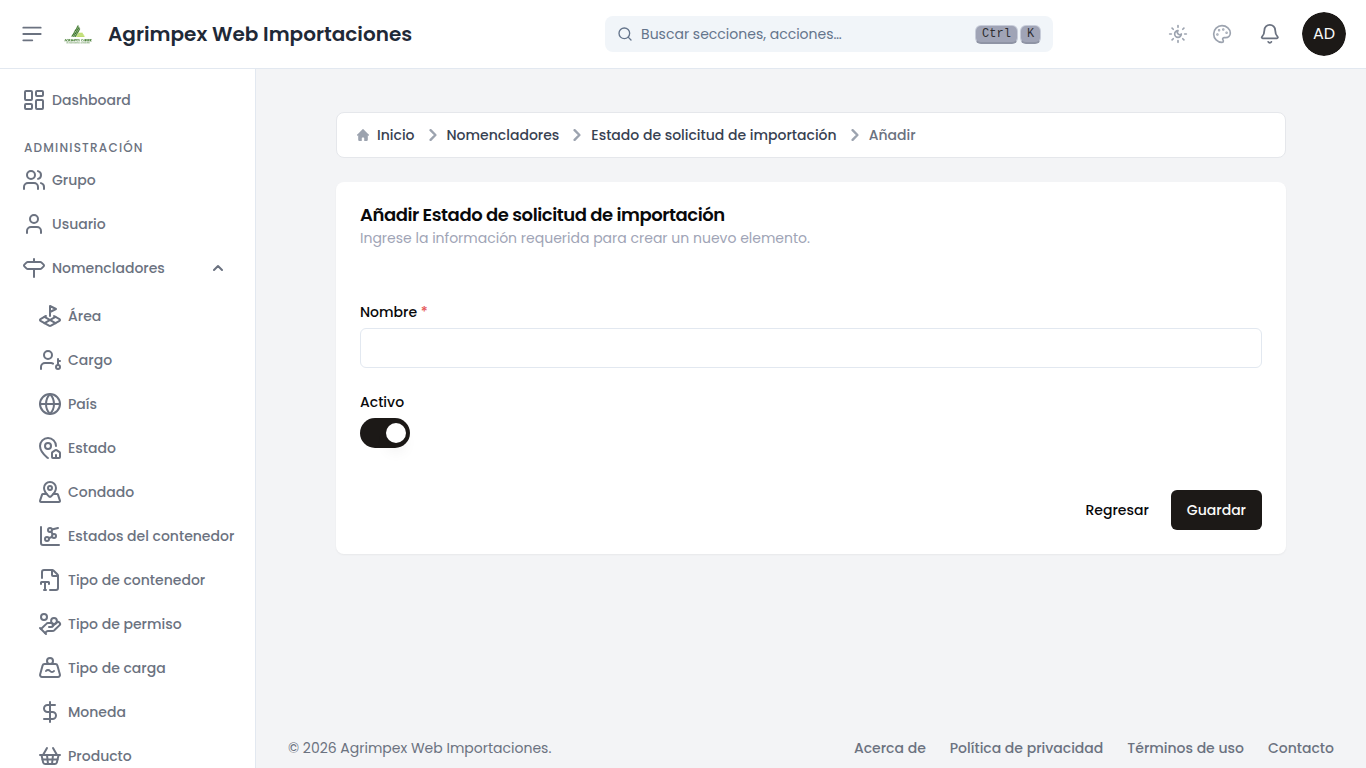 Agrimpex Web Importaciones
Buscar secciones, acciones...
Ctrl K
AD
Dashboard
ADMINISTRACIÓN
Grupo
Usuario
Nomencladores
Área
Cargo
País
Estado
Condado
Estados del contenedor
Tipo de contenedor
Tipo de permiso
Tipo de carga
Moneda
Producto
Inicio
Nomencladores
Estado de solicitud de importación
Añadir
Añadir Estado de solicitud de importación
Ingrese la información requerida para crear un nuevo elemento.
Nombre *
Activo
Regresar
Guardar
© 2026 Agrimpex Web Importaciones.
Acerca de
Política de privacidad
Términos de uso
Contacto